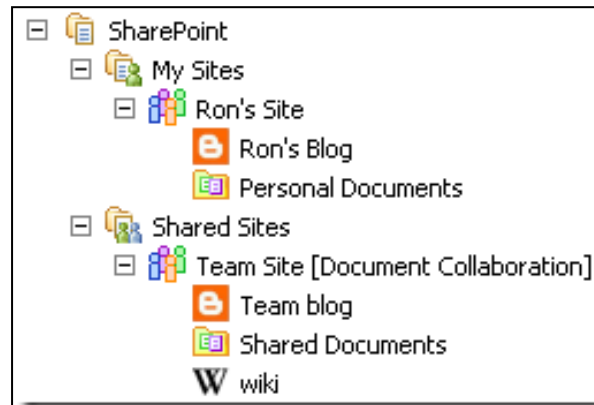 SharePoint
My Sites
Ron's Site
Ron's Blog
Personal Documents
Shared Sites
Team Site [Document Collaboration]
Team blog
Shared Documents
W wiki